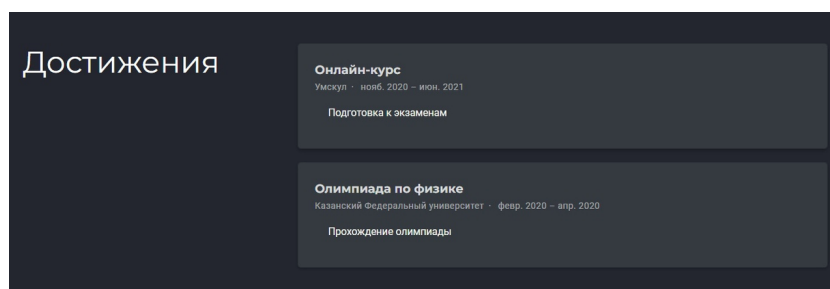 Достижения
Онлайн-курс
Умскул · нояб. 2020 – июн. 2021
Подготовка к экзаменам
Олимпиада по физике
Казанский Федеральный университет · февр. 2020 – апр. 2020
Прохождение олимпиады